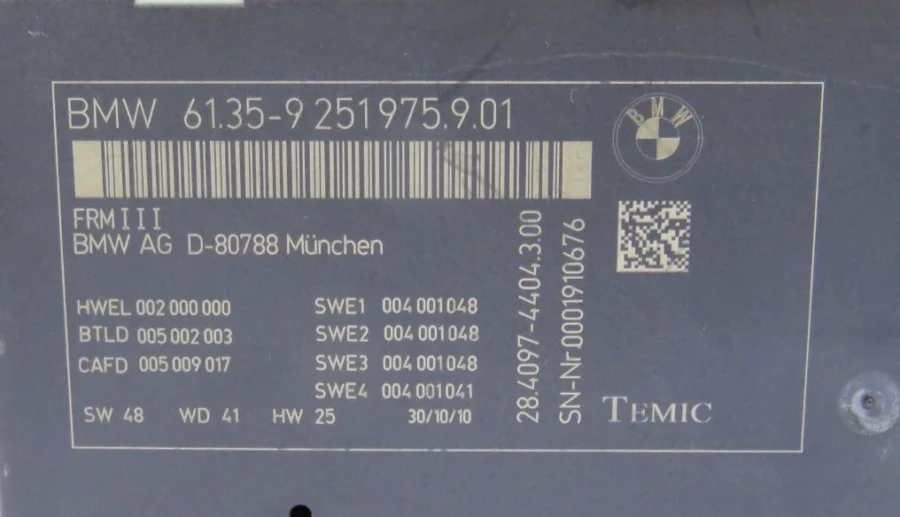 BMW 61.35-9 251975.9.01
BMW
FRM III
BMW AG D-80788 München
HWEL 002 000 000
BTLD 005 002 003
CAFD 005 009 017
SWE1 004 001 048
SWE2 004 001 048
SWE3 004 001 048
SWE4 004 001 041
SW 48 WD 41 HW 25 30/10/10
28.4097-4404.3.00
SN-Nr.0001910676
TEMIC